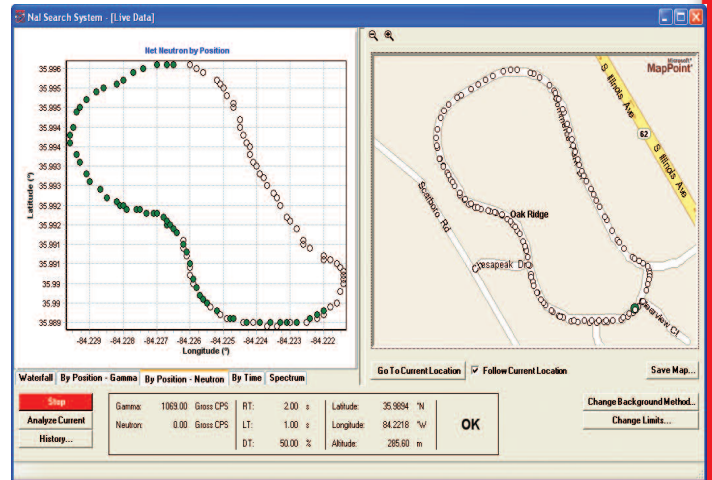 NaI Search System - [Live Data]
Net Neutron by Position
35.996
35.995
35.995
35.994
35.993
35.993
35.992
35.992
35.991
35.991
35.99
35.99
35.989
Latitude (°)
-84.229
-84.228
-84.227
-84.226
-84.225
-84.224
-84.223
-84.222
Longitude (°)
Waterfall
By Position - Gamma
By Position - Neutron
By Time
Spectrum
Microsoft®
MapPoint®
S Illinois Ave
62
S Illinois Ave
Scarboro Rd
Oak Ridge
esapeak Dr
Clearview Ct
Go To Current Location
Follow Current Location
Save Map...
Stop
Analyze Current
History...
Gamma: 1069.00 Gross CPS
Neutron: 0.00 Gross CPS
RT: 2.00 s
LT: 1.00 s
DT: 50.00 %
Latitude: 35.9894 °N
Longitude: 84.2218 °W
Altitude: 285.60 m
OK
Change Background Method...
Change Limits...